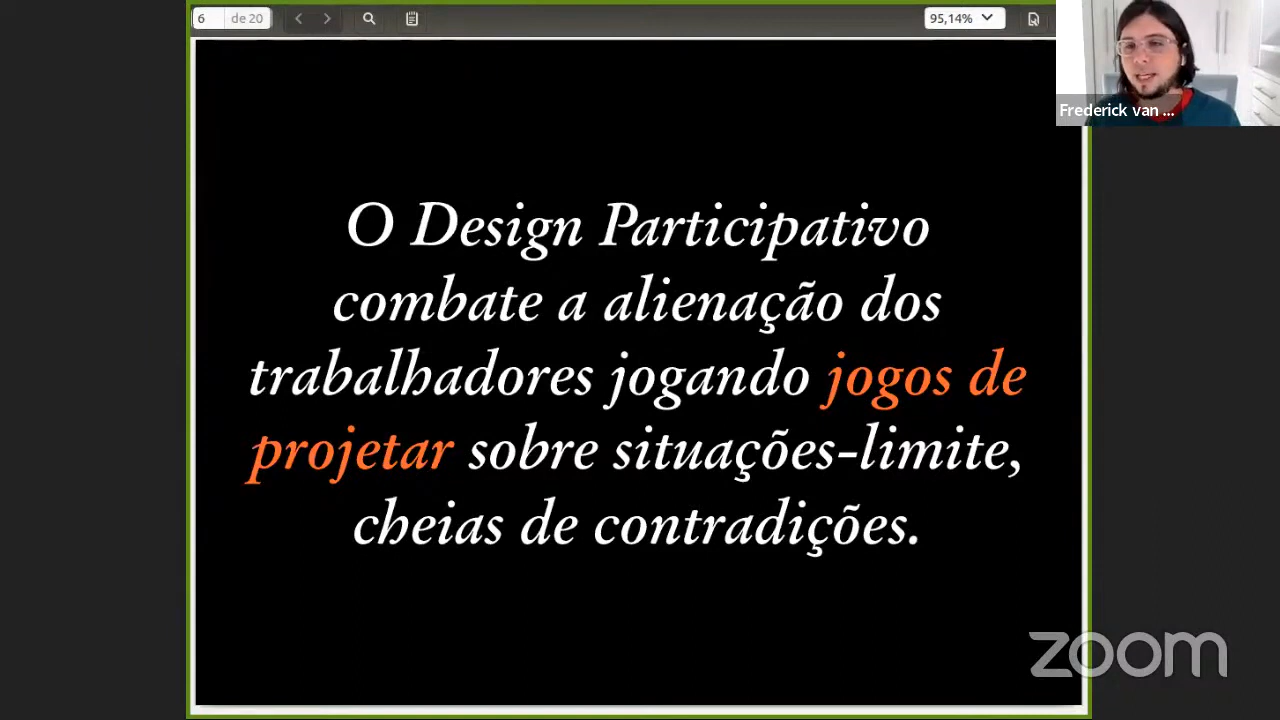 6 de 20
95,14%
Frederick van ...
O Design Participativo
combate a alienação dos
trabalhadores jogando jogos de
projetar sobre situações-limite,
cheias de contradições.
zoom